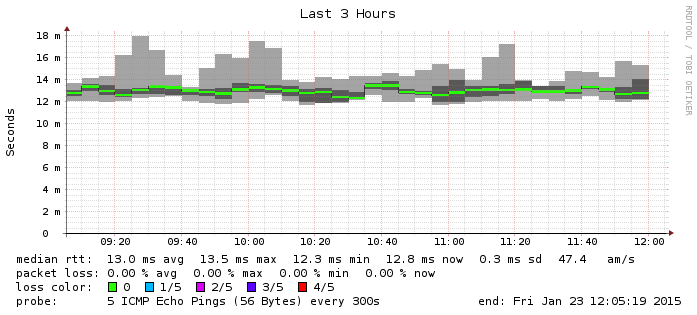 Last 3 Hours
RRDTOOL / TOBI OETIKER
Seconds
18 m
16 m
14 m
12 m
10 m
8 m
6 m
4 m
2 m
0
09:20 09:40 10:00 10:20 10:40 11:00 11:20 11:40 12:00
median rtt: 13.0 ms avg 13.5 ms max 12.3 ms min 12.8 ms now 0.3 ms sd 47.4 am/s
packet loss: 0.00 % avg 0.00 % max 0.00 % min 0.00 % now
loss color: 0 1/5 2/5 3/5 4/5
probe: 5 ICMP Echo Pings (56 Bytes) every 300s end: Fri Jan 23 12:05:19 2015